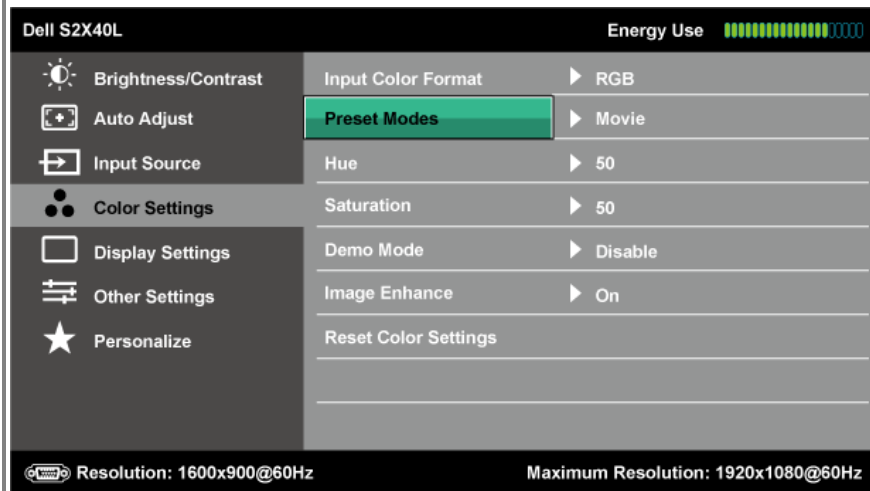 Dell S2X40L Energy Use
Brightness/Contrast Input Color Format RGB
Auto Adjust Preset Modes Movie
Input Source Hue 50
Color Settings Saturation 50
Display Settings Demo Mode Disable
Other Settings Image Enhance On
Personalize Reset Color Settings
Resolution: 1600x900@60Hz Maximum Resolution: 1920x1080@60Hz